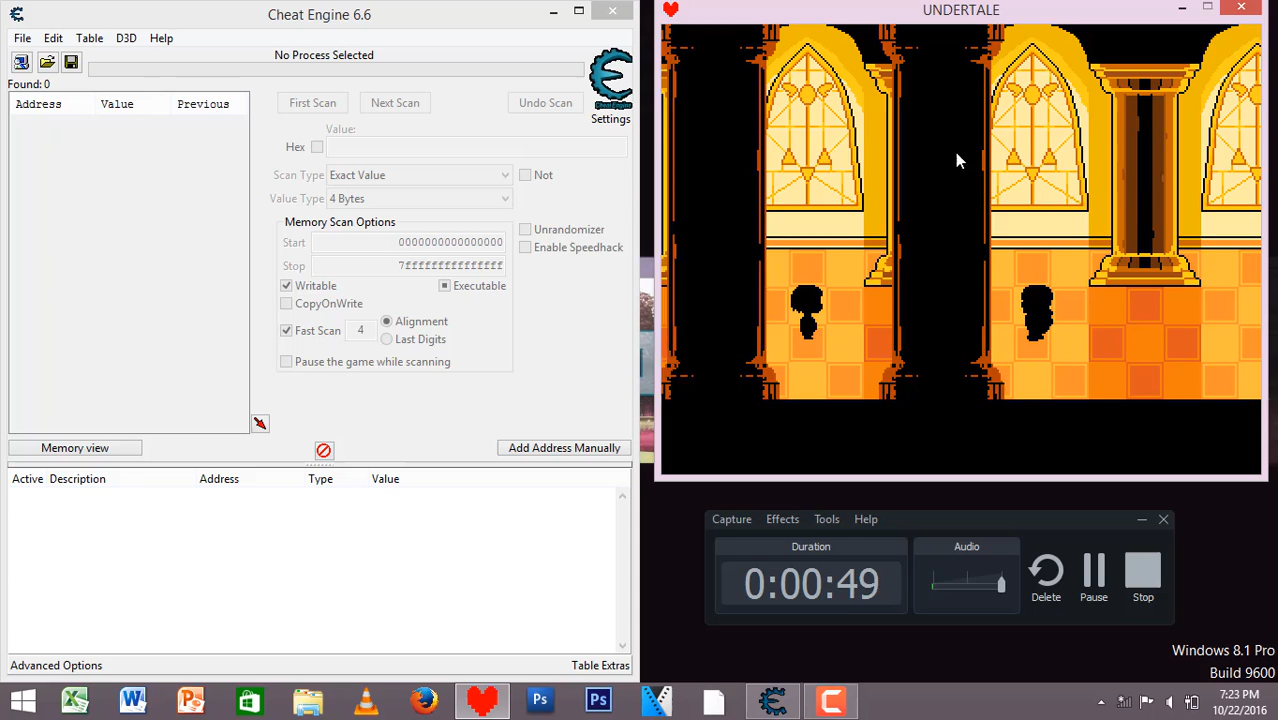 Cheat Engine 6.6
File Edit Table D3D Help
No Process Selected
Found: 0
Address Value Previous
First Scan Next Scan Undo Scan
Cheat Engine
Settings
Value:
Hex
Scan Type Exact Value Not
Value Type 4 Bytes
Memory Scan Options
Start 0000000000000000
Stop 7fffffffffffffff
Unrandomizer
Enable Speedhack
Writable Executable
CopyOnWrite
Fast Scan 4 Alignment
Last Digits
Pause the game while scanning
Memory view
Add Address Manually
Active Description Address Type Value
Advanced Options
Table Extras
UNDERTALE
Capture Effects Tools Help
Duration
0:00:49
Audio
Delete Pause Stop
Windows 8.1 Pro
Build 9600
Ps
Ps
7:23 PM
10/22/2016